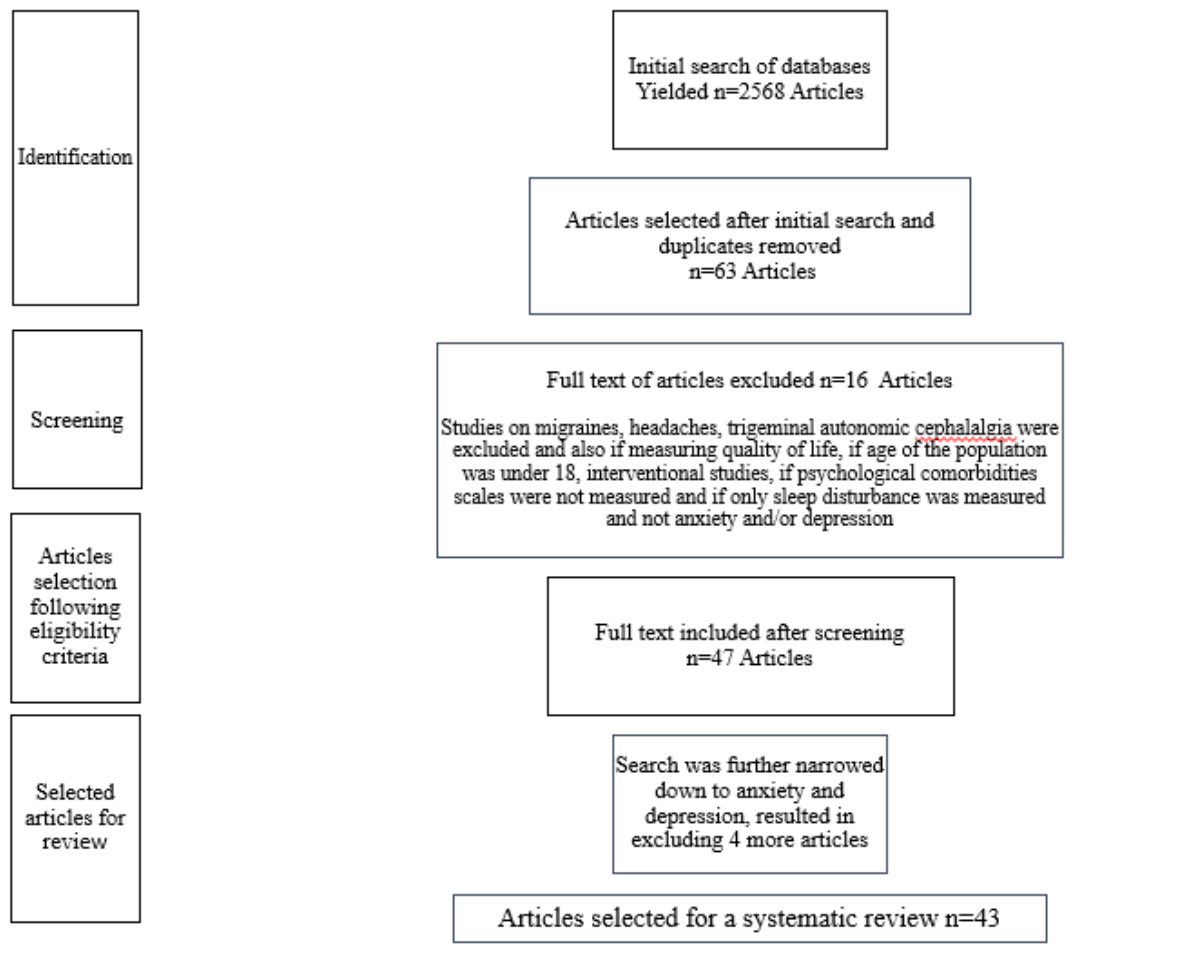 Identification
Initial search of databases
Yielded n=2568 Articles
Articles selected after initial search and
duplicates removed
n=63 Articles
Screening
Full text of articles excluded n=16 Articles
Studies on migraines, headaches, trigeminal autonomic cephalalgia were
excluded and also if measuring quality of life, if age of the population
was under 18, interventional studies, if psychological comorbidities
scales were not measured and if only sleep disturbance was measured
and not anxiety and/or depression
Articles
selection
following
eligibility
criteria
Full text included after screening
n=47 Articles
Selected
articles for
review
Search was further narrowed
down to anxiety and
depression, resulted in
excluding 4 more articles
Articles selected for a systematic review n=43